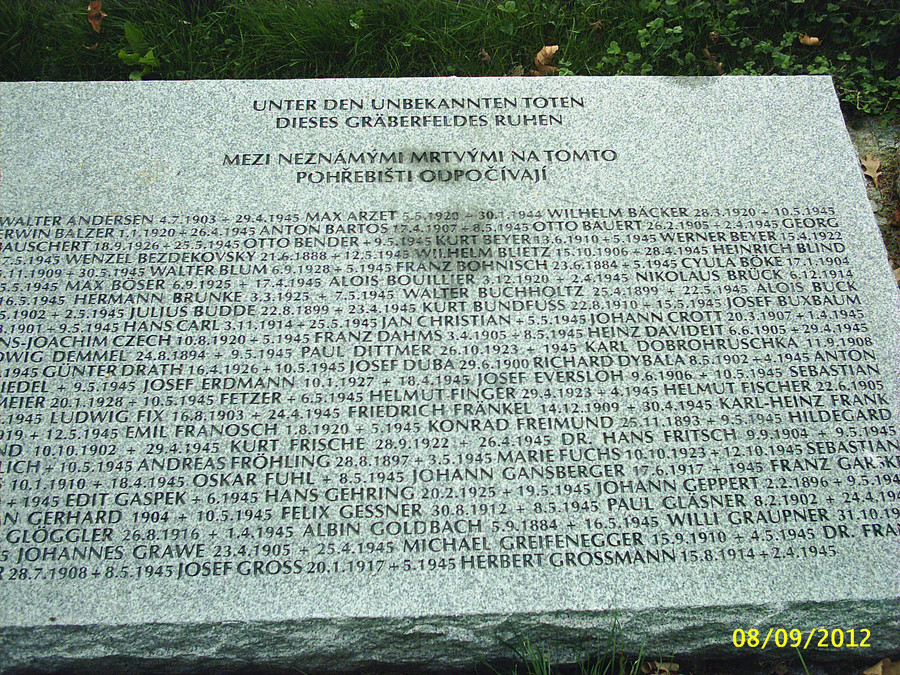 UNTER DEN UNBEKANNTEN TOTEN
DIESES GRÄBERFELDES RUHEN
MEZI NEZNÁMÝMI MRTVÝMI NA TOMTO
POHŘEBIŠTI ODPOČÍVAJÍ
WALTER ANDERSEN 4.7.1903 + 29.4.1945 MAX ARZET 5.5.1920 + 30.1.1944 WILHELM BÄCKER 28.3.1920 + 10.5.1945
ERWIN BALZER 1.1.1920 + 26.4.1945 ANTON BARTOS 17.4.1907 + 8.5.1945 OTTO BAUERT 26.2.1905 + 2.4.1945 GEORG
BAUSCHERT 18.9.1926 + 25.5.1945 OTTO BENDER + 9.5.1945 KURT BEYER 13.6.1910 + 5.1945 WERNER BEYER 15.4.1922
7.5.1945 WENZEL BEZDEKOVSKY 21.6.1888 + 12.5.1945 WILHELM BLIETZ 15.10.1906 + 28.4.1945 HEINRICH BLIND
5.11.1909 + 30.5.1945 WALTER BLUM 6.9.1928 + 5.1945 FRANZ BÖHNISCH 23.6.1884 + 5.1945 CYULA BÖKE 17.1.1904
5.1945 MAX BÖSER 6.9.1925 + 17.4.1945 ALOIS BOUILLIER 3.12.1920 + 2.4.1945 NIKOLAUS BRÜCK 6.12.1914
16.5.1945 HERMANN BRUNKE 3.3.1925 + 7.5.1945 WALTER BUCHHOLTZ 25.4.1899 + 22.5.1945 ALOIS BUCK
5.1902 + 2.5.1945 JULIUS BUDDE 22.8.1899 + 23.4.1945 KURT BUNDFUSS 22.8.1910 + 15.5.1945 JOSEF BUXBAUM
8.1901 + 9.5.1945 HANS CARL 3.11.1914 + 25.5.1945 JAN CHRISTIAN + 5.5.1945 JOHANN CROTT 20.3.1907 + 1.4.1945
NS-JOACHIM CZECH 10.8.1920 + 5.1945 FRANZ DAHMS 3.4.1905 + 8.5.1945 HEINZ DAVIDEIT 6.6.1905 + 29.4.1945
DWIG DEMMEL 24.8.1894 + 9.5.1945 PAUL DITTMER 26.10.1923 + 1945 KARL DOBROHRUSCHKA 11.9.1908
1945 GÜNTER DRATH 16.4.1926 + 10.5.1945 JOSEF DUBA 29.6.1900 RICHARD DYBALA 8.5.1902 + 4.1945 ANTON
IEDEL + 9.5.1945 JOSEF ERDMANN 10.1.1927 + 18.4.1945 JOSEF EVERSLOH 9.6.1906 + 10.5.1945 SEBASTIAN
MEIER 20.1.1928 + 10.5.1945 FETZER + 6.5.1945 HELMUT FINGER 29.4.1923 + 4.1945 HELMUT FISCHER 22.6.1905
1945 LUDWIG FIX 16.8.1903 + 24.4.1945 FRIEDRICH FRÄNKEL 14.12.1909 + 30.4.1945 KARL-HEINZ FRANK
919 + 12.5.1945 EMIL FRANOSCH 1.8.1920 + 5.1945 KONRAD FREIMUND 25.11.1893 + 9.5.1945 HILDEGARD
ND 10.10.1902 + 29.4.1945 KURT FRISCHE 28.9.1922 + 26.4.1945 DR. HANS FRITSCH 9.9.1904 + 9.5.1945
LICH + 10.5.1945 ANDREAS FRÖHLING 28.8.1897 + 3.5.1945 MARIE FUCHS 10.10.1923 + 12.10.1945 SEBASTIAN
10.1.1910 + 18.4.1945 OSKAR FUHL + 8.5.1945 JOHANN GANSBERGER 17.6.1917 + 1945 FRANZ
+ 1945 EDIT GASPEK + 6.1945 HANS GEHRING 20.2.1925 + 19.5.1945 JOHANN GEPPERT 2.2.1896 + 9.5.194
N GERHARD 1904 + 10.5.1945 FELIX GESSNER 30.8.1912 + 8.5.1945 PAUL GLÄSNER 8.2.1902 + 24.4.194
GLÖGGLER 26.8.1916 + 1.4.1945 ALBIN GOLDBACH 5.9.1884 + 16.5.1945 WILLI GRAUPNER 31.10.19
5 JOHANNES GRAWE 23.4.1905 + 25.4.1945 MICHAEL GREIFENEGGER 15.9.1910 + 4.5.1945 DR. FRAN
28.7.1908 + 8.5.1945 JOSEF GROSS 20.1.1917 + 5.1945 HERBERT GROSSMANN 15.8.1914 + 2.4.1945
08/09/2012